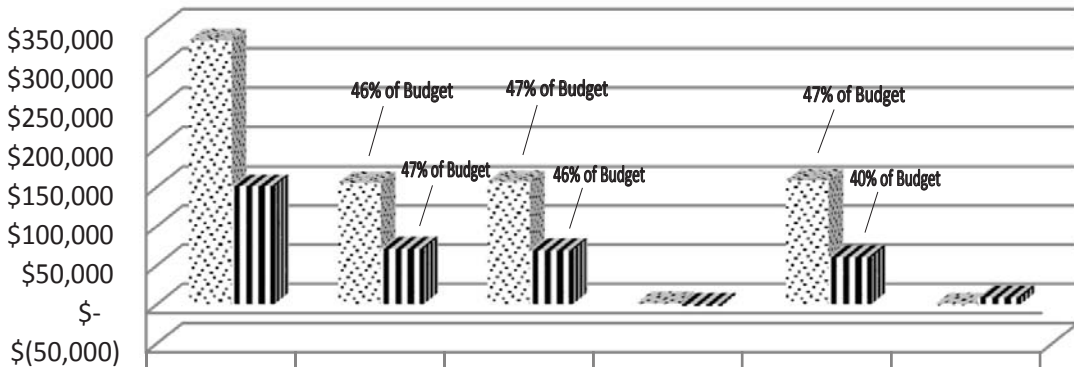 $350,000
$300,000
$250,000
$200,000
$150,000
$100,000
$50,000
$-
$(50,000)
46% of Budget
47% of Budget
47% of Budget
46% of Budget
47% of Budget
40% of Budget